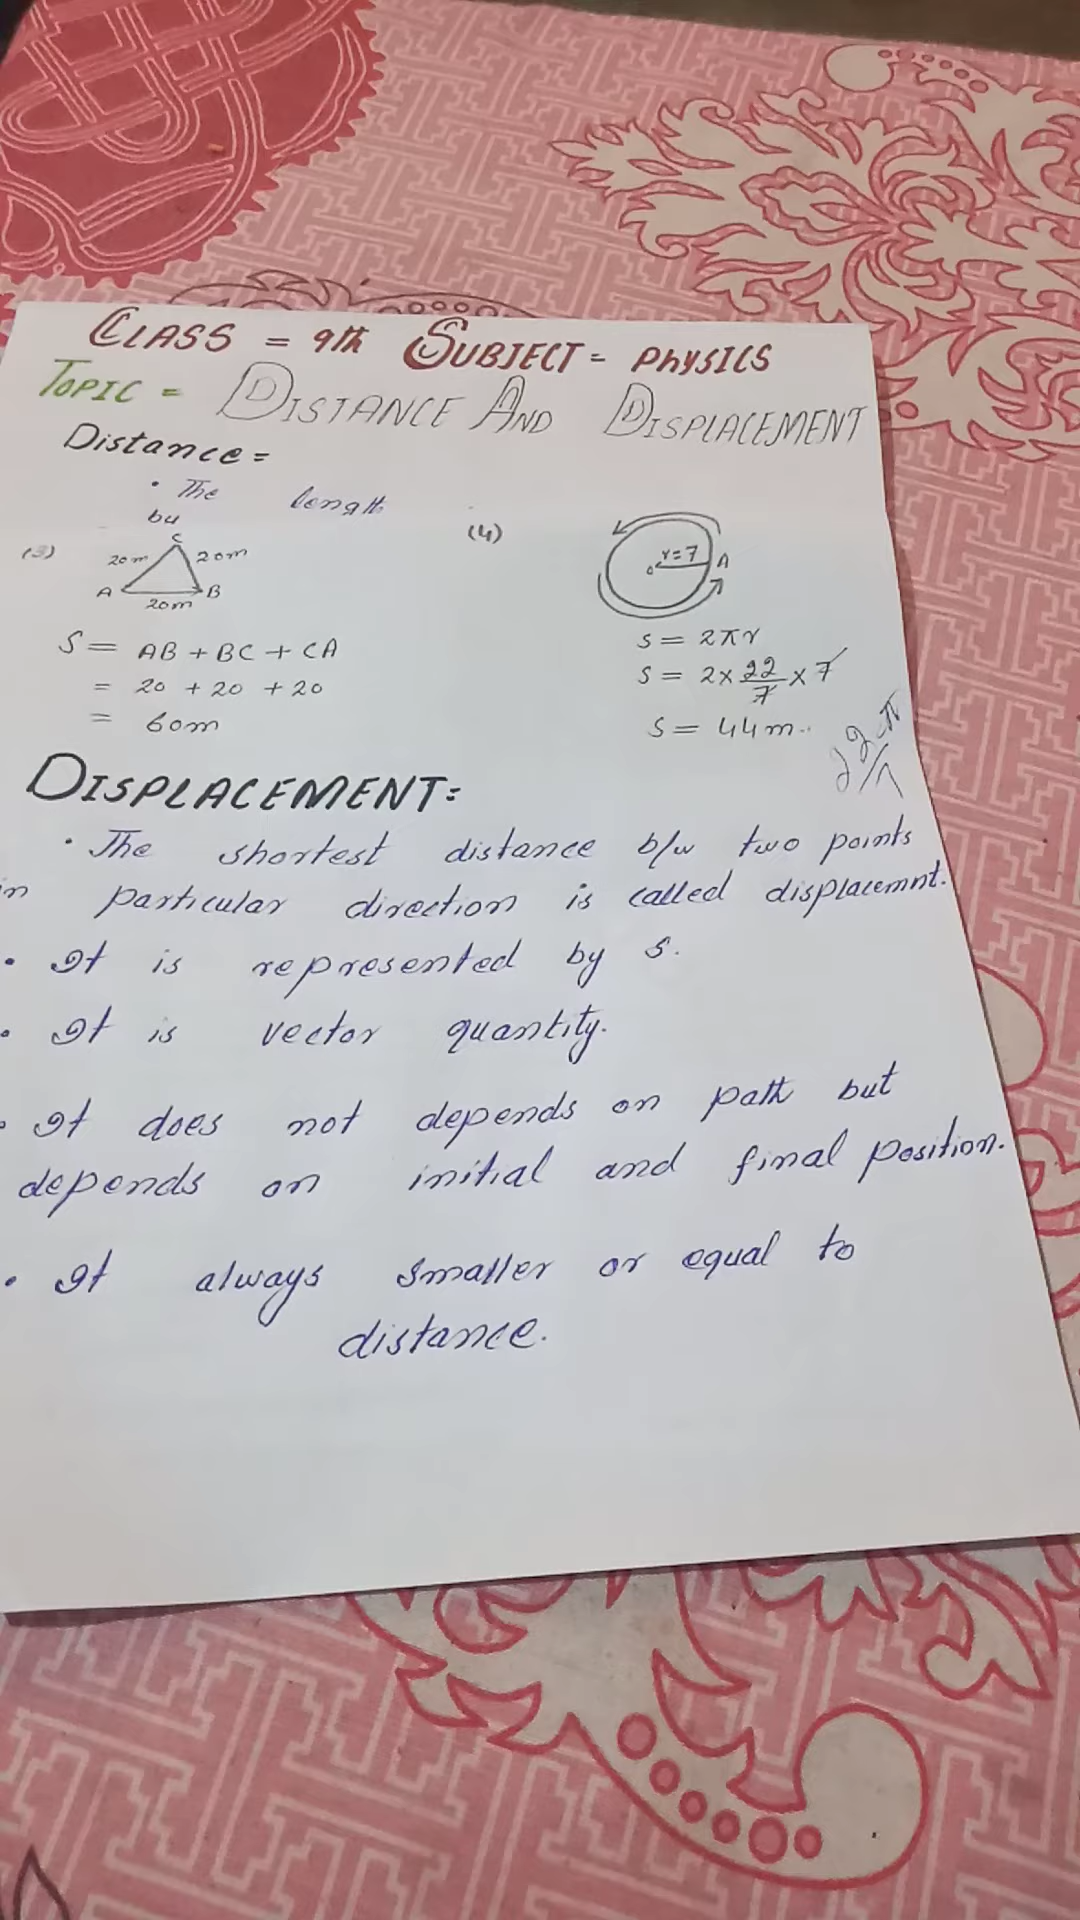 CLASS = 9th SUBJECT = PHYSICS
TOPIC = DISTANCE AND DISPLACEMENT
Distance =
• The length
(3)
C
20m 20m
A B
20m
S = AB + BC + CA
= 20 + 20 + 20
= 60m
(4)
r=7 A
o
S = 2πr
S = 2 × 22/7 × 7
S = 44m
DISPLACEMENT:
• The shortest distance b/w two points
in particular direction is called displacemnt.
• It is represented by s.
• It is vector quantity.
• It does not depends on path but
depends on initial and final position.
• It always smaller or equal to
distance.